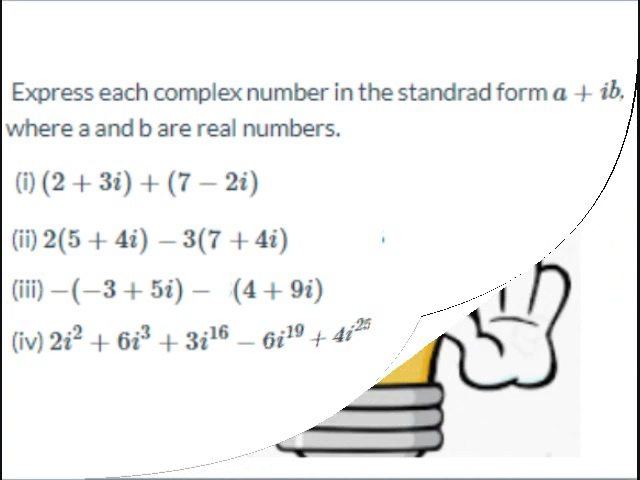 Express each complex number in the standrad form a + ib,
where a and b are real numbers.
(i) (2 + 3i) + (7 − 2i)
(ii) 2(5 + 4i) − 3(7 + 4i)
(iii) −(−3 + 5i) − (4 + 9i)
(iv) 2i² + 6i³ + 3i¹⁶ − 6i¹⁹ + 4i²⁵